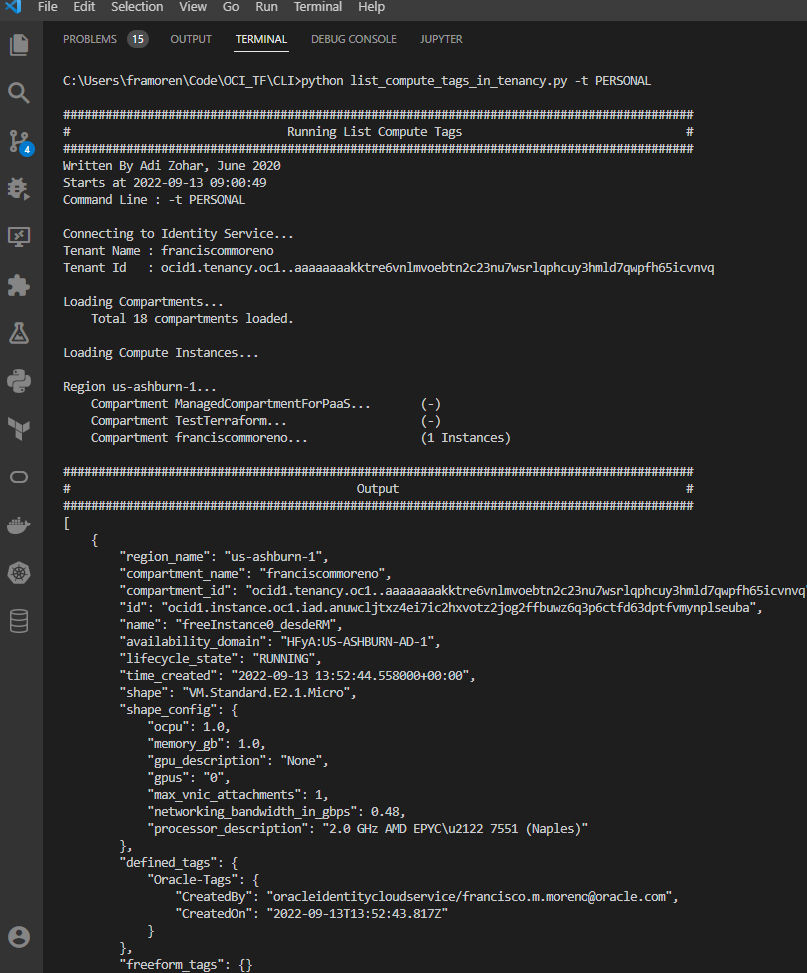 File Edit Selection View Go Run Terminal Help
PROBLEMS 15 OUTPUT TERMINAL DEBUG CONSOLE JUPYTER
C:\Users\framoren\Code\OCI_TF\CLI>python list_compute_tags_in_tenancy.py -t PERSONAL
##########################################################################################
# Running List Compute Tags #
##########################################################################################
Written By Adi Zohar, June 2020
Starts at 2022-09-13 09:00:49
Command Line : -t PERSONAL
Connecting to Identity Service...
Tenant Name : franciscommoreno
Tenant Id : ocid1.tenancy.oc1..aaaaaaaakktre6vnlmvoebtn2c23nu7wsrlqphcuy3hmld7qwpfh65icvnvq
Loading Compartments...
Total 18 compartments loaded.
Loading Compute Instances...
Region us-ashburn-1...
Compartment ManagedCompartmentForPaaS... (-)
Compartment TestTerraform... (-)
Compartment franciscommoreno... (1 Instances)
##########################################################################################
# Output #
##########################################################################################
[
{
"region_name": "us-ashburn-1",
"compartment_name": "franciscommoreno",
"compartment_id": "ocid1.tenancy.oc1..aaaaaaaakktre6vnlmvoebtn2c23nu7wsrlqphcuy3hmld7qwpfh65icvnvq"
"id": "ocid1.instance.oc1.iad.anuwcljtxz4ei7ic2hxvotz2jog2ffbuwz6q3p6ctfd63dptfvmynplseuba",
"name": "freeInstance0_desdeRM",
"availability_domain": "HFyA:US-ASHBURN-AD-1",
"lifecycle_state": "RUNNING",
"time_created": "2022-09-13 13:52:44.558000+00:00",
"shape": "VM.Standard.E2.1.Micro",
"shape_config": {
"ocpu": 1.0,
"memory_gb": 1.0,
"gpu_description": "None",
"gpus": "0",
"max_vnic_attachments": 1,
"networking_bandwidth_in_gbps": 0.48,
"processor_description": "2.0 GHz AMD EPYC\u2122 7551 (Naples)"
},
"defined_tags": {
"Oracle-Tags": {
"CreatedBy": "oracleidentitycloudservice/francisco.m.moreno@oracle.com",
"CreatedOn": "2022-09-13T13:52:43.817Z"
}
},
"freeform_tags": {}
4